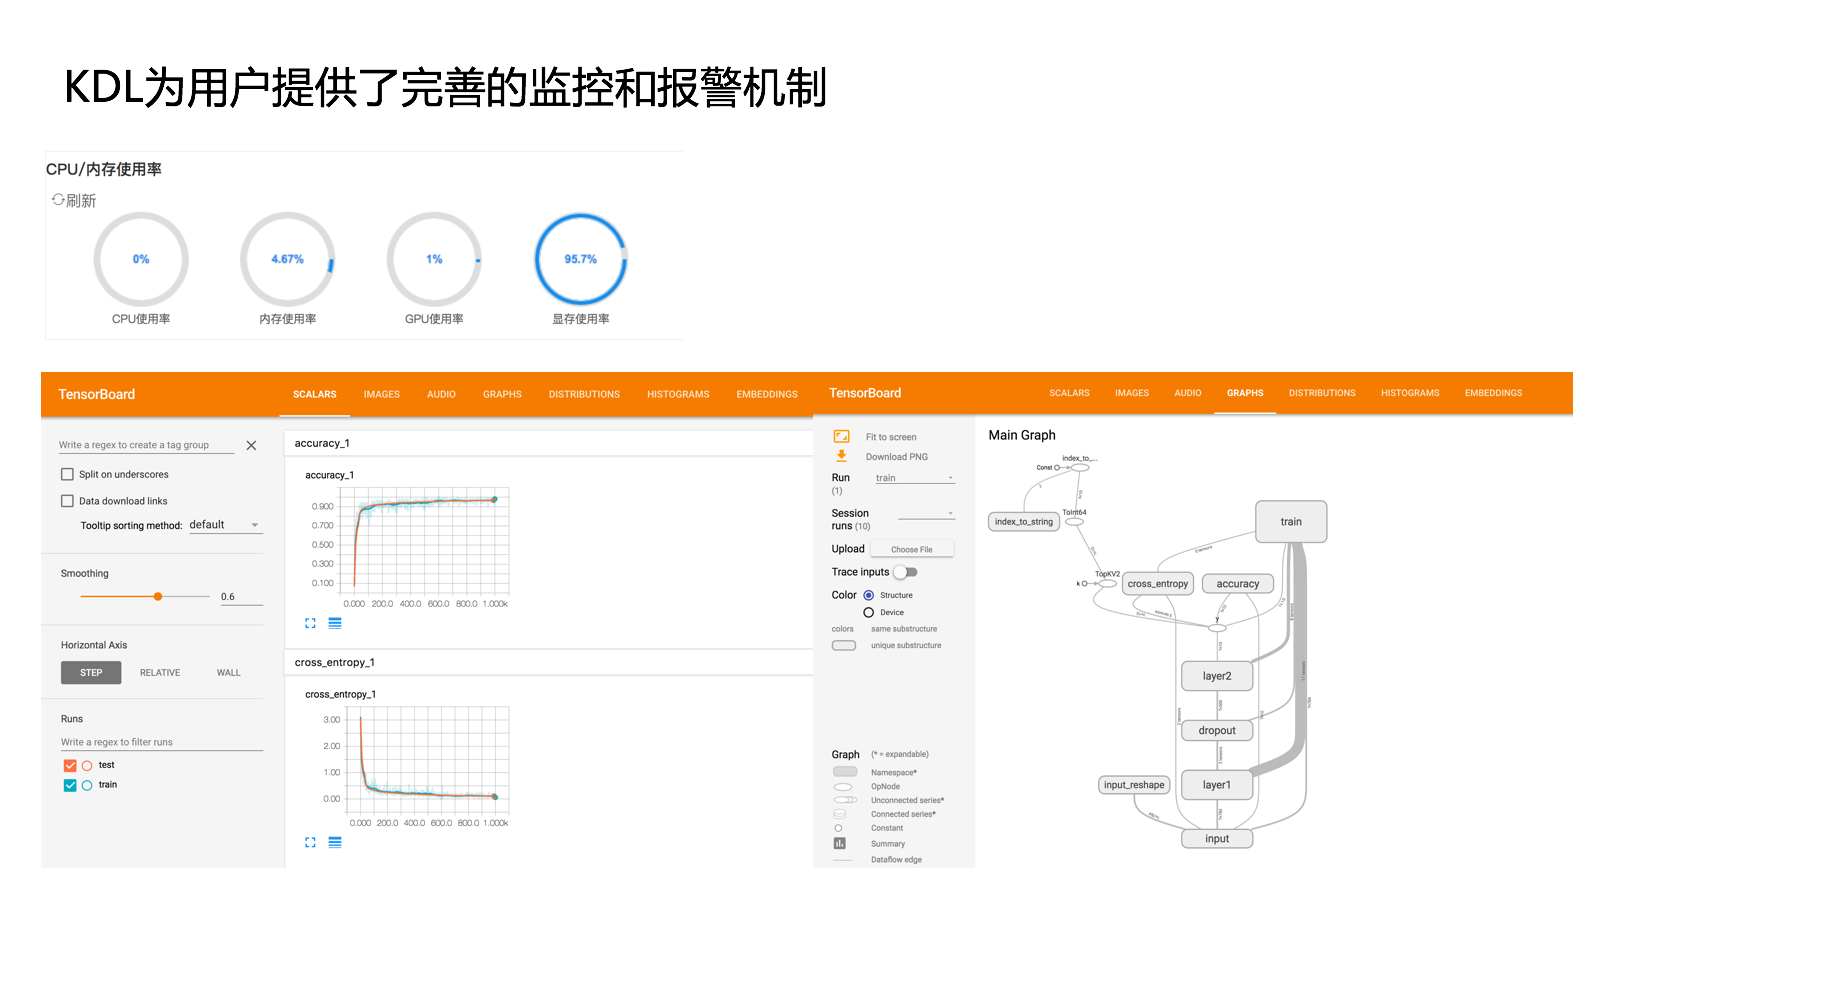 KDL为用户提供了完善的监控和报警机制
CPU/内存使用率
刷新
0%
4.67%
1%
95.7%
CPU使用率
内存使用率
GPU使用率
显存使用率
TensorBoard
SCALARS
IMAGES
AUDIO
GRAPHS
DISTRIBUTIONS
HISTOGRAMS
EMBEDDINGS
Write a regex to create a tag group
Split on underscores
Data download links
Tooltip sorting method: default
Smoothing
0.6
Horizontal Axis
STEP
RELATIVE
WALL
Runs
Write a regex to filter runs
test
train
accuracy_1
accuracy_1
0.900
0.700
0.500
0.300
0.100
0.000 200.0 400.0 600.0 800.0 1.000k
cross_entropy_1
cross_entropy_1
3.00
2.00
1.00
0.00
0.000 200.0 400.0 600.0 800.0 1.000k
TensorBoard
SCALARS
IMAGES
AUDIO
GRAPHS
DISTRIBUTIONS
HISTOGRAMS
EMBEDDINGS
Fit to screen
Download PNG
Run
(1)
train
Session
runs (10)
Upload
Choose File
Trace inputs
Color
Structure
Device
colors
same substructure
unique substructure
Graph
(* = expandable)
Namespace*
OpNode
Unconnected series*
Connected series*
Constant
Summary
Dataflow edge
Main Graph
index_to_...
Const
index_to_string
ToInt64
TopKV2
k
cross_entropy
accuracy
train
layer2
dropout
layer1
input_reshape
input